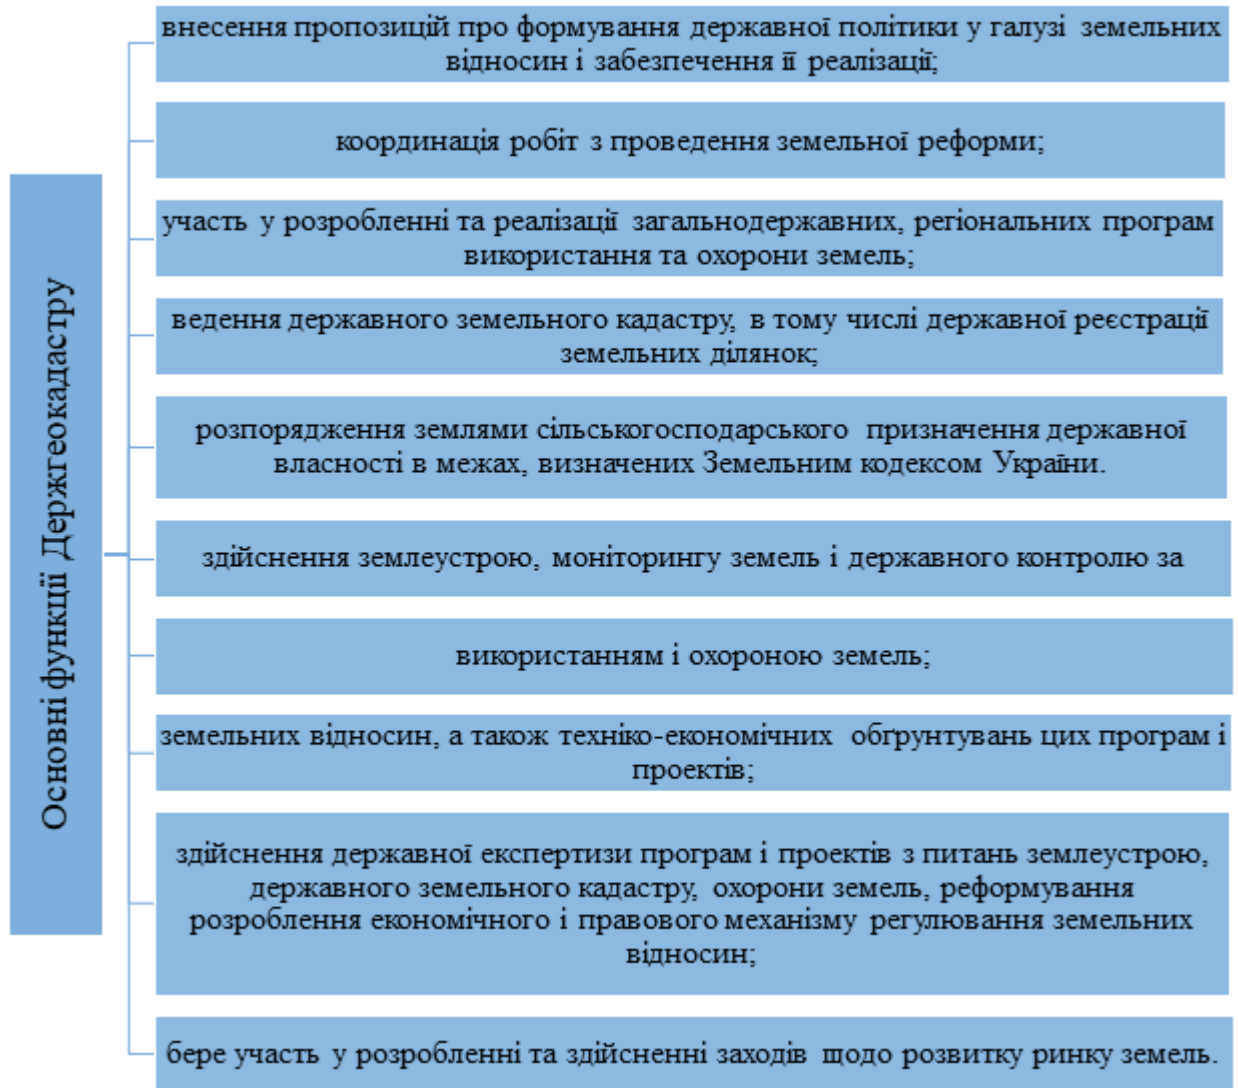 Основні функції Держгеокадастру
внесення пропозицій про формування державної політики у галузі земельних
відносин і забезпечення її реалізації;
координація робіт з проведення земельної реформи;
участь у розробленні та реалізації загальнодержавних, регіональних програм
використання та охорони земель;
ведення державного земельного кадастру, в тому числі державної реєстрації
земельних ділянок;
розпорядження землями сільськогосподарського призначення державної
власності в межах, визначених Земельним кодексом України.
здійснення землеустрою, моніторингу земель і державного контролю за
використанням і охороною земель;
земельних відносин, а також техніко-економічних обґрунтувань цих програм і
проектів;
здійснення державної експертизи програм і проектів з питань землеустрою,
державного земельного кадастру, охорони земель, реформування
розроблення економічного і правового механізму регулювання земельних
відносин;
бере участь у розробленні та здійсненні заходів щодо розвитку ринку земель.